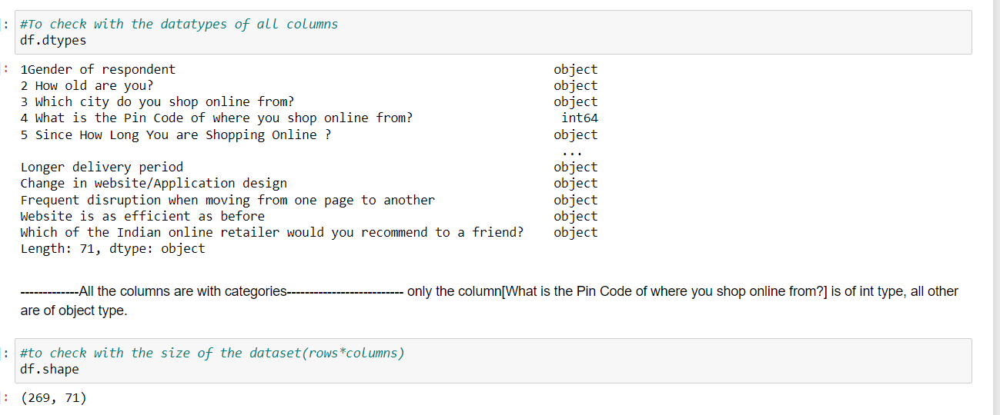 : #To check with the datatypes of all columns
df.dtypes
: 1Gender of respondent object
2 How old are you? object
3 Which city do you shop online from? object
4 What is the Pin Code of where you shop online from? int64
5 Since How Long You are Shopping Online ? object
...
Longer delivery period object
Change in website/Application design object
Frequent disruption when moving from one page to another object
Website is as efficient as before object
Which of the Indian online retailer would you recommend to a friend? object
Length: 71, dtype: object
-------------All the columns are with categories-------------------------- only the column[What is the Pin Code of where you shop online from?] is of int type, all other
are of object type.
: #to check with the size of the dataset(rows*columns)
df.shape
: (269, 71)